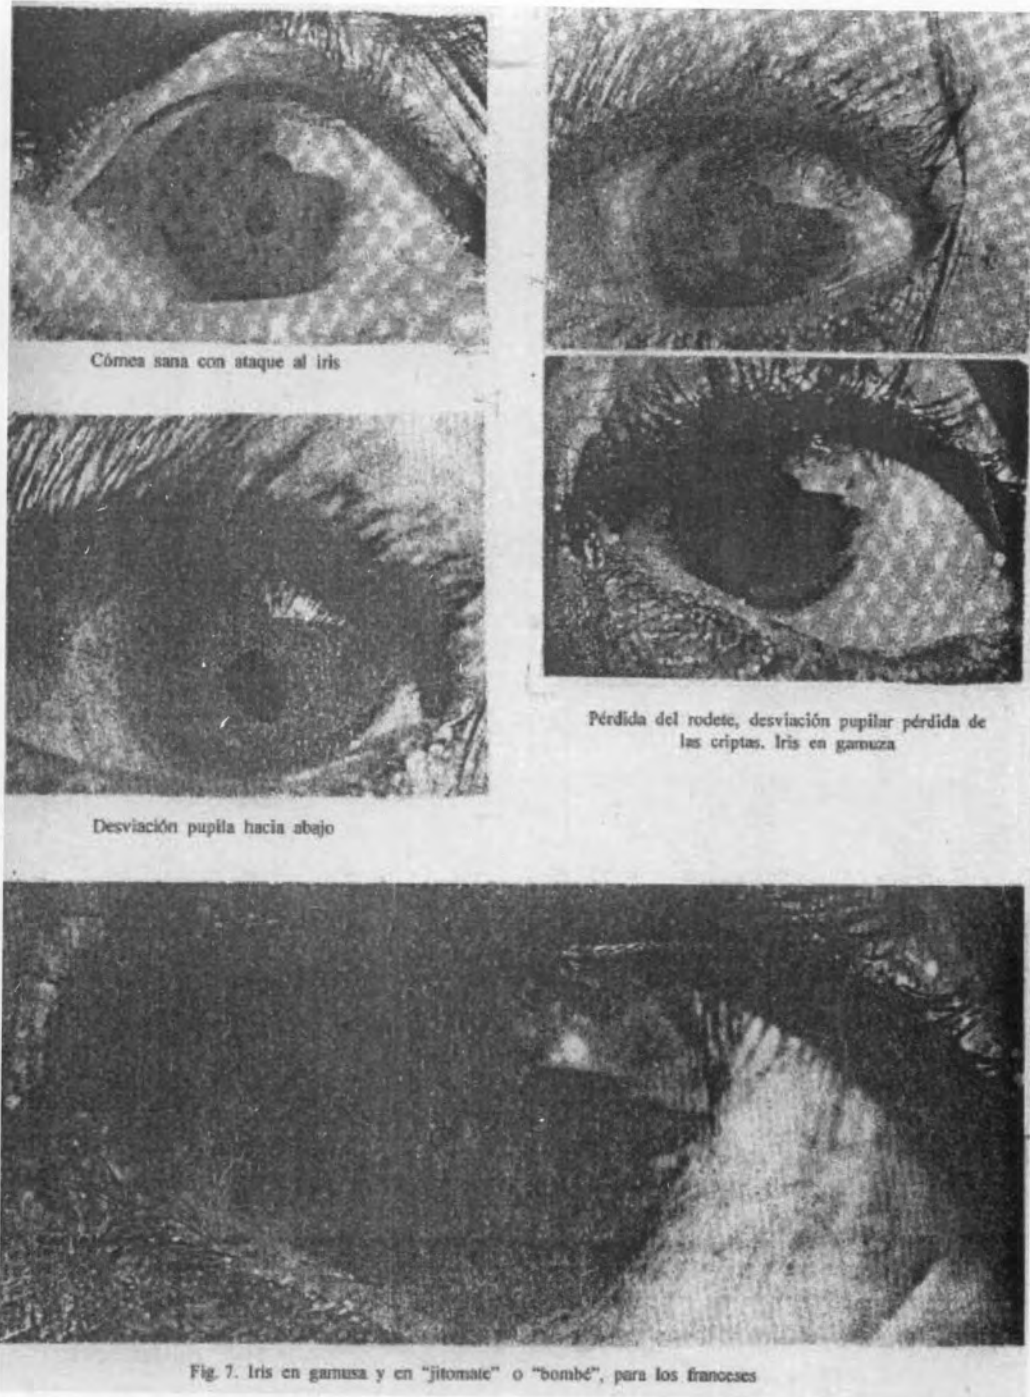 Córnea sana con ataque al iris
Desviación pupila hacia abajo
Pérdida del rodete, desviación pupilar pérdida de
las criptas. Iris en gamuza
Fig. 7. Iris en gamusa y en "jitomate" o "bombé", para los franceses